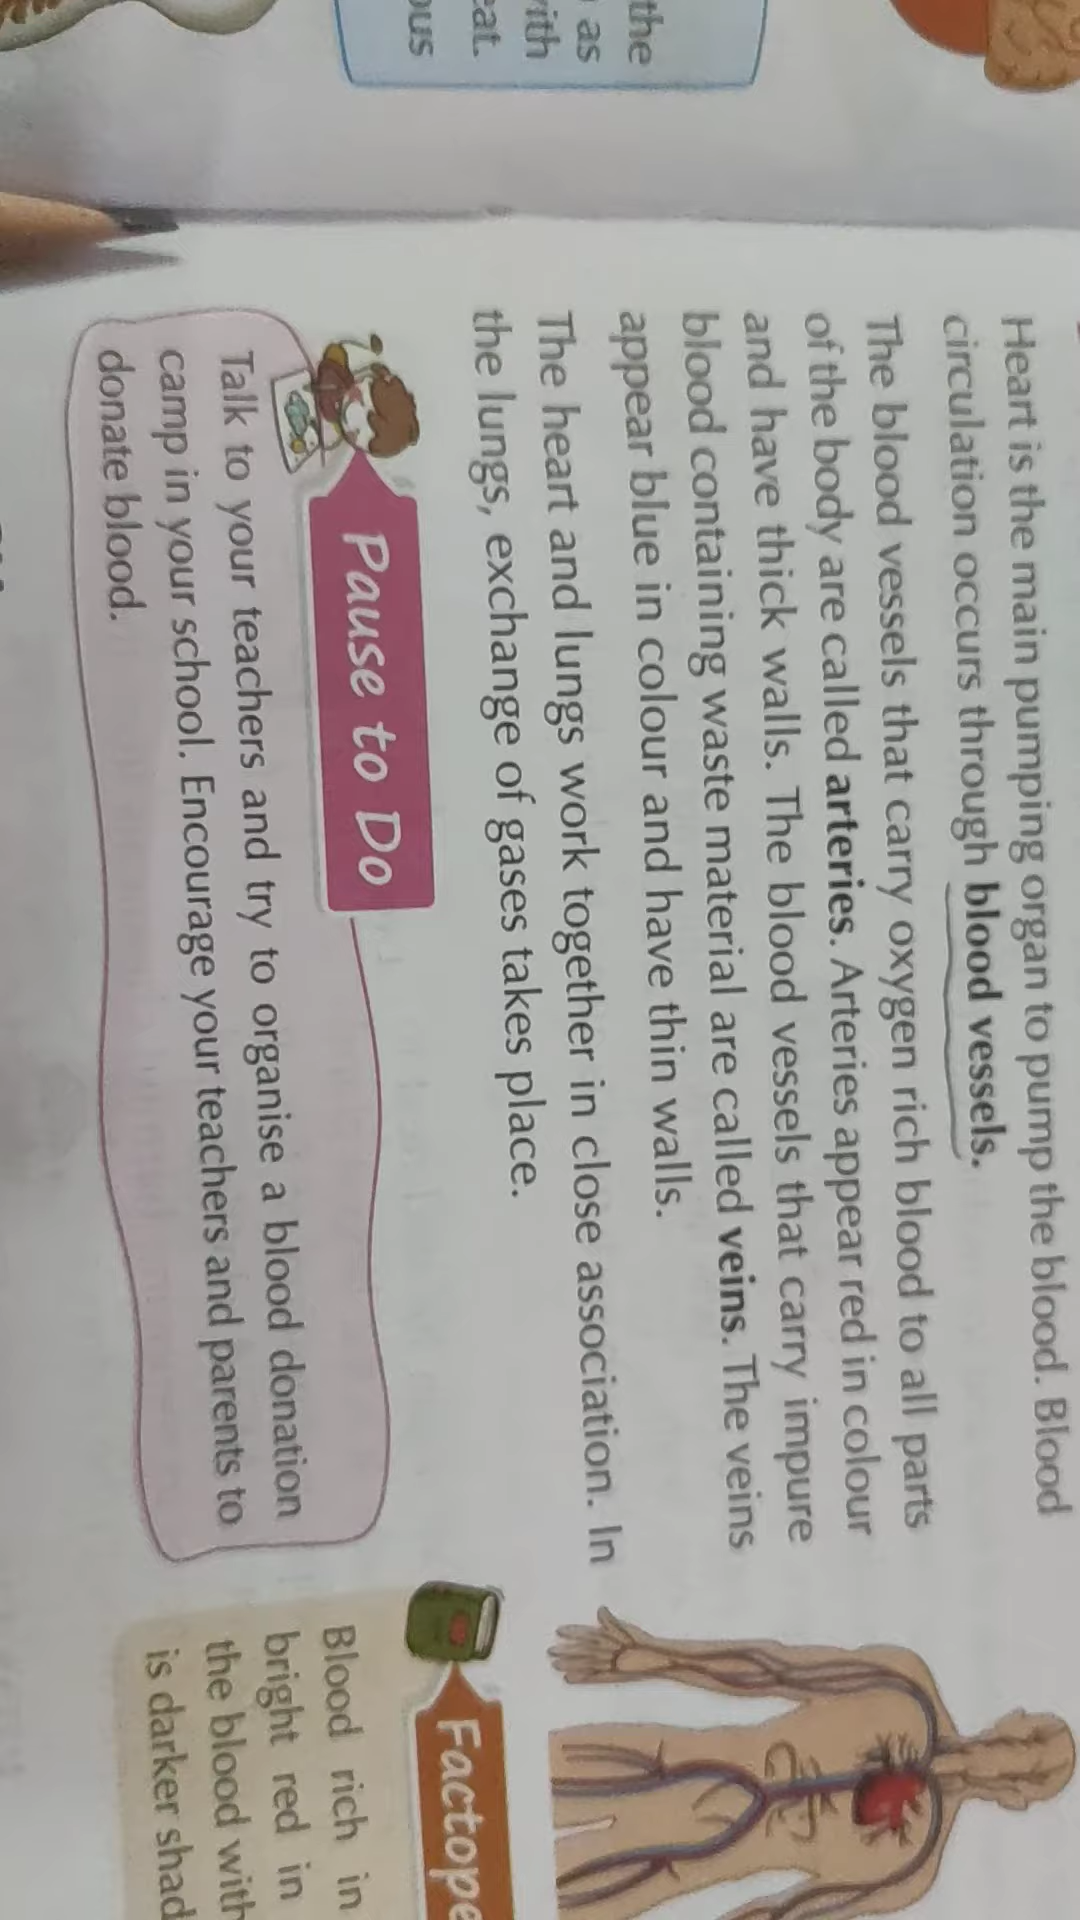 Heart is the main pumping organ to pump the blood. Blood
circulation occurs through blood vessels.
The blood vessels that carry oxygen rich blood to all parts
of the body are called arteries. Arteries appear red in colour
and have thick walls. The blood vessels that carry impure
blood containing waste material are called veins. The veins
appear blue in colour and have thin walls.
The heart and lungs work together in close association. In
the lungs, exchange of gases takes place.
Pause to Do
Talk to your teachers and try to organise a blood donation
camp in your school. Encourage your teachers and parents to
donate blood.
Blood rich in
bright red in
the blood with
is darker
the
as